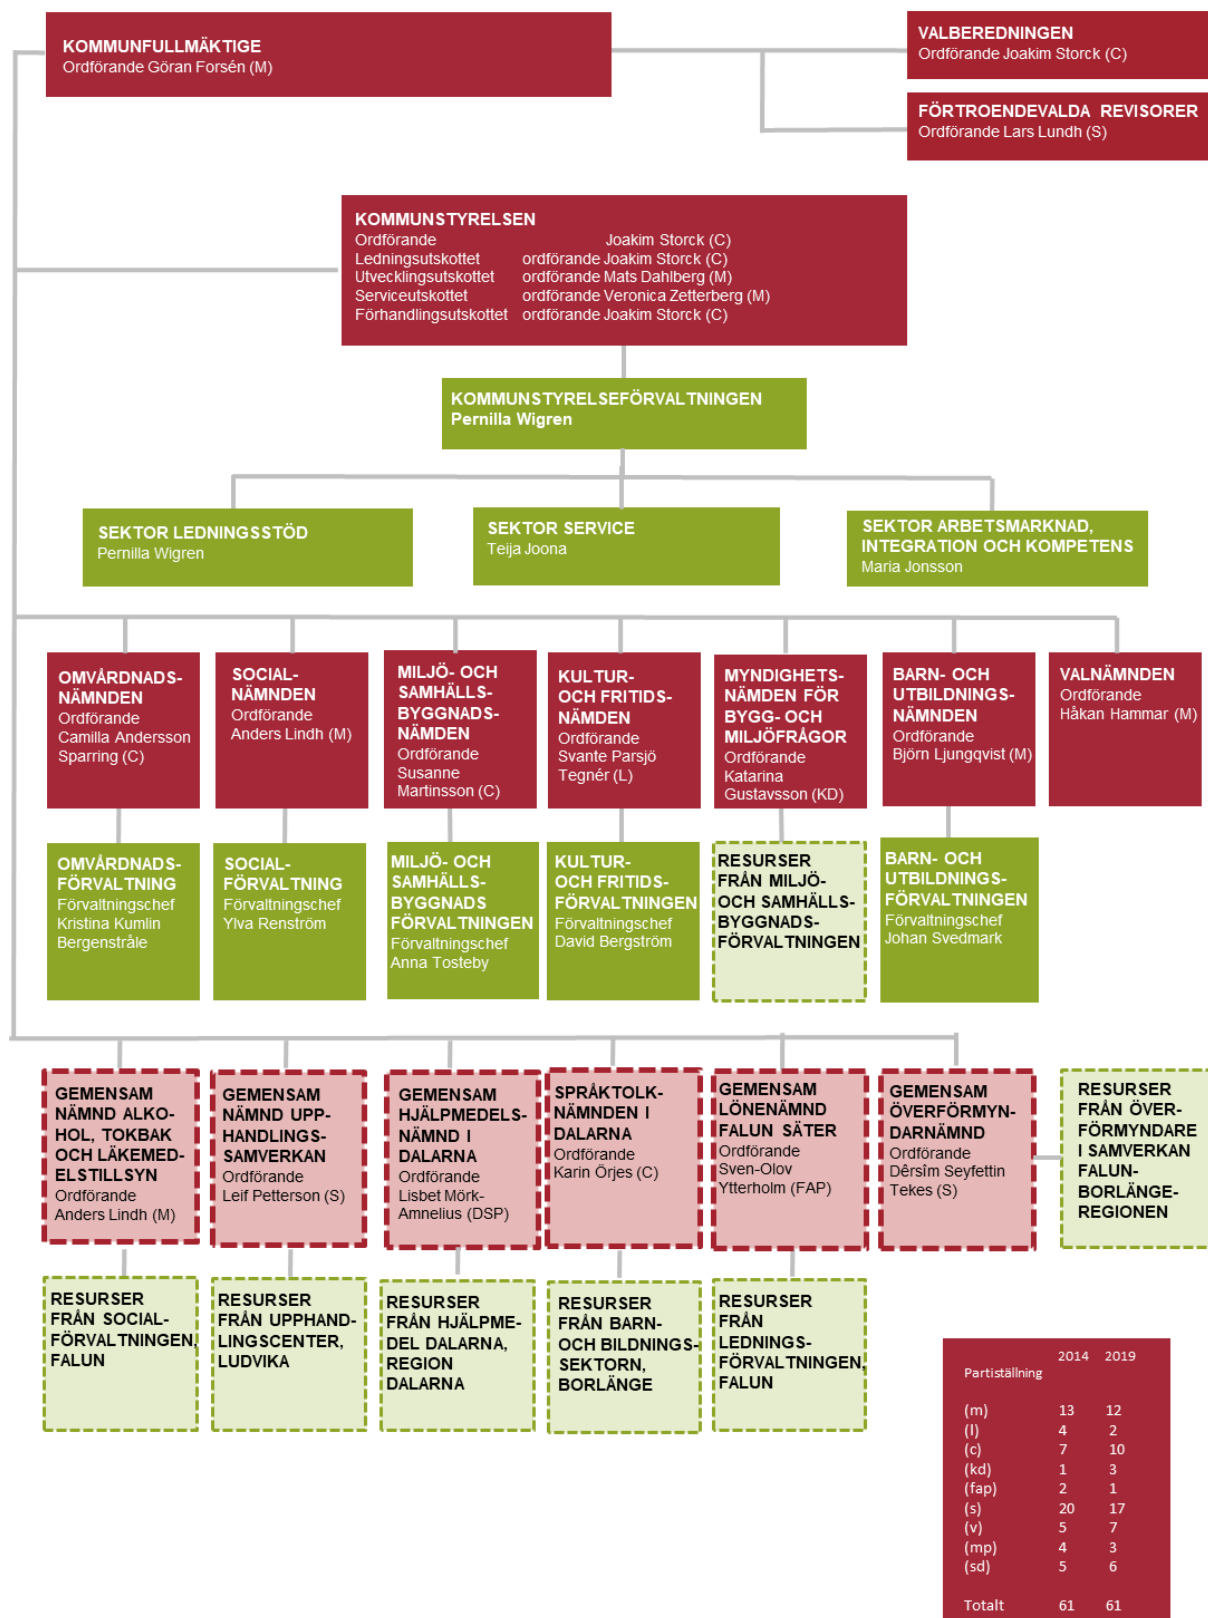 KOMMUNFULLMÄKTIGE
Ordförande Göran Forsén (M)
VALBEREDNINGEN
Ordförande Joakim Storck (C)
FÖRTROENDEVALDA REVISORER
Ordförande Lars Lundh (S)
KOMMUNSTYRELSEN
Ordförande Joakim Storck (C)
Ledningsutskottet ordförande Joakim Storck (C)
Utvecklingsutskottet ordförande Mats Dahlberg (M)
Serviceutskottet ordförande Veronica Zetterberg (M)
Förhandlingsutskottet ordförande Joakim Storck (C)
KOMMUNSTYRELSEFÖRVALTNINGEN
Pernilla Wigren
SEKTOR LEDNINGSSTÖD
Pernilla Wigren
SEKTOR SERVICE
Teija Joona
SEKTOR ARBETSMARKNAD,
INTEGRATION OCH KOMPETENS
Maria Jonsson
OMVÅRDNADS-
NÄMNDEN
Ordförande
Camilla Andersson
Sparring (C)
SOCIAL-
NÄMNDEN
Ordförande
Anders Lindh (M)
MILJÖ- OCH
SAMHÄLLS-
BYGGNADS-
NÄMDEN
Ordförande
Susanne
Martinsson (C)
KULTUR-
OCH FRITIDS-
NÄMDEN
Ordförande
Svante Parsjö
Tegnér (L)
MYNDIGHETS-
NÄMDEN FÖR
BYGG- OCH
MILJÖFRÅGOR
Ordförande
Katarina
Gustavsson (KD)
BARN- OCH
UTBILDNINGS-
NÄMNDEN
Ordförande
Björn Ljungqvist (M)
VALNÄMNDEN
Ordförande
Håkan Hammar (M)
OMVÅRDNADS-
FÖRVALTNING
Förvaltningschef
Kristina Kumlin
Bergenstråle
SOCIAL-
FÖRVALTNING
Förvaltningschef
Ylva Renström
MILJÖ- OCH
SAMHÄLLS-
BYGGNADS
FÖRVALTNINGEN
Förvaltningschef
Anna Tosteby
KULTUR-
OCH FRITIDS-
FÖRVALTNINGEN
Förvaltningschef
David Bergström
RESURSER
FRÅN MILJÖ-
OCH SAMHÄLLS-
BYGGNADS-
FÖRVALTNINGEN
BARN- OCH
UTBILDNINGS-
FÖRVALTNINGEN
Förvaltningschef
Johan Svedmark
GEMENSAM
NÄMND ALKO-
HOL, TOKBAK
OCH LÄKEMED-
ELSTILLSYN
Ordförande
Anders Lindh (M)
GEMENSAM
NÄMND UPP-
HANDLINGS-
SAMVERKAN
Ordförande
Leif Petterson (S)
GEMENSAM
HJÄLPMEDELS-
NÄMND I
DALARNA
Ordförande
Lisbet Mörk-
Amnelius (DSP)
SPRÅKTOLK-
NÄMNDEN I
DALARNA
Ordförande
Karin Örjes (C)
GEMENSAM
LÖNENÄMND
FALUN SÄTER
Ordförande
Sven-Olov
Ytterholm (FAP)
GEMENSAM
ÖVERFÖRMYN-
DARNÄMND
Ordförande
Dêrsîm Seyfettin
Tekes (S)
RESURSER
FRÅN ÖVER-
FÖRMYNDARE
I SAMVERKAN
FALUN-
BORLÄNGE-
REGIONEN
RESURSER
FRÅN SOCIAL-
FÖRVALTNINGEN,
FALUN
RESURSER
FRÅN UPPHAND-
LINGSCENTER,
LUDVIKA
RESURSER
FRÅN HJÄLPME-
DEL DALARNA,
REGION
DALARNA
RESURSER
FRÅN BARN-
OCH BILDNINGS-
SEKTORN,
BORLÄNGE
RESURSER
FRÅN
LEDNINGS-
FÖRVALTNINGEN,
FALUN
2014 2019
Partiställning
(m) 13 12
(l) 4 2
(c) 7 10
(kd) 1 3
(fap) 2 1
(s) 20 17
(v) 5 7
(mp) 4 3
(sd) 5 6
Totalt 61 61